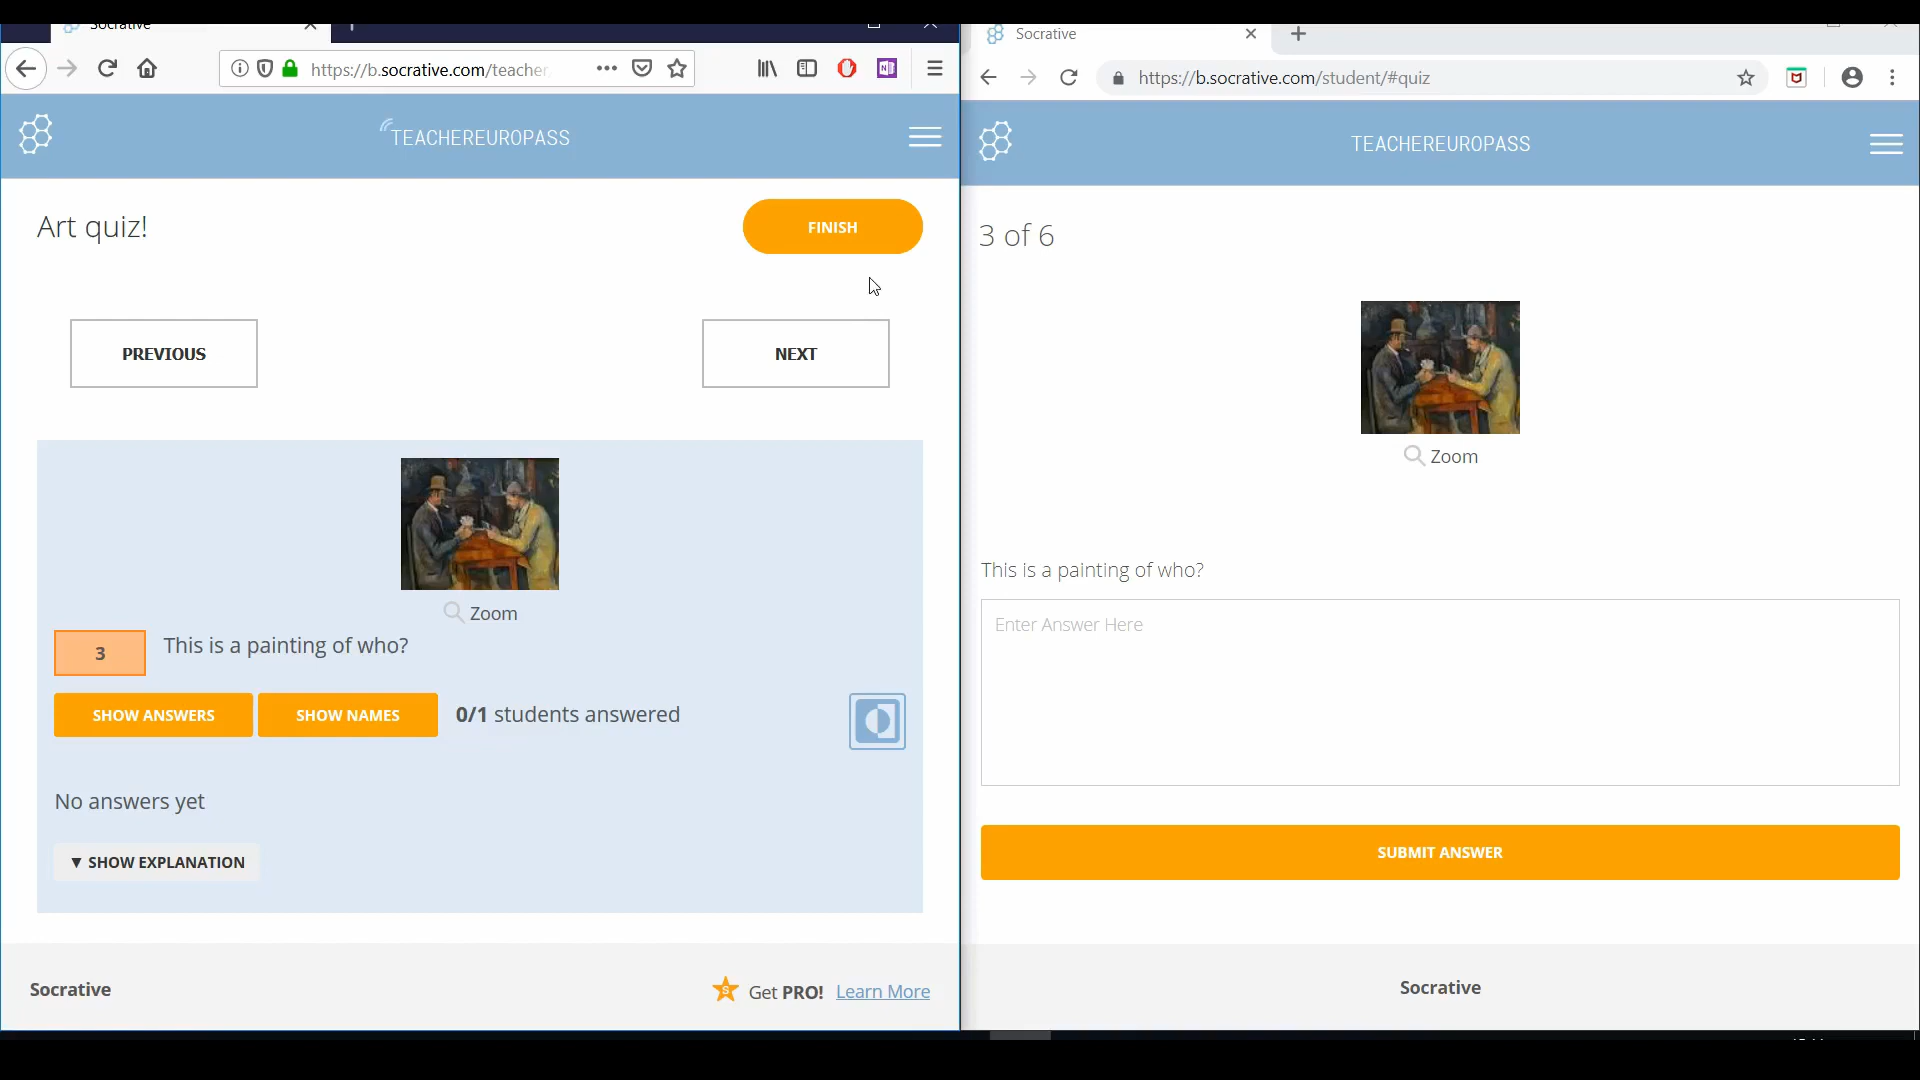 Socrative
https://b.socrative.com/teacher
TEACHEREUROPASS
Art quiz!
FINISH
PREVIOUS
NEXT
Zoom
3
This is a painting of who?
SHOW ANSWERS
SHOW NAMES
0/1 students answered
No answers yet
▼ SHOW EXPLANATION
Socrative
Get PRO! Learn More
Socrative
https://b.socrative.com/student/#quiz
TEACHEREUROPASS
3 of 6
Zoom
This is a painting of who?
Enter Answer Here
SUBMIT ANSWER
Socrative